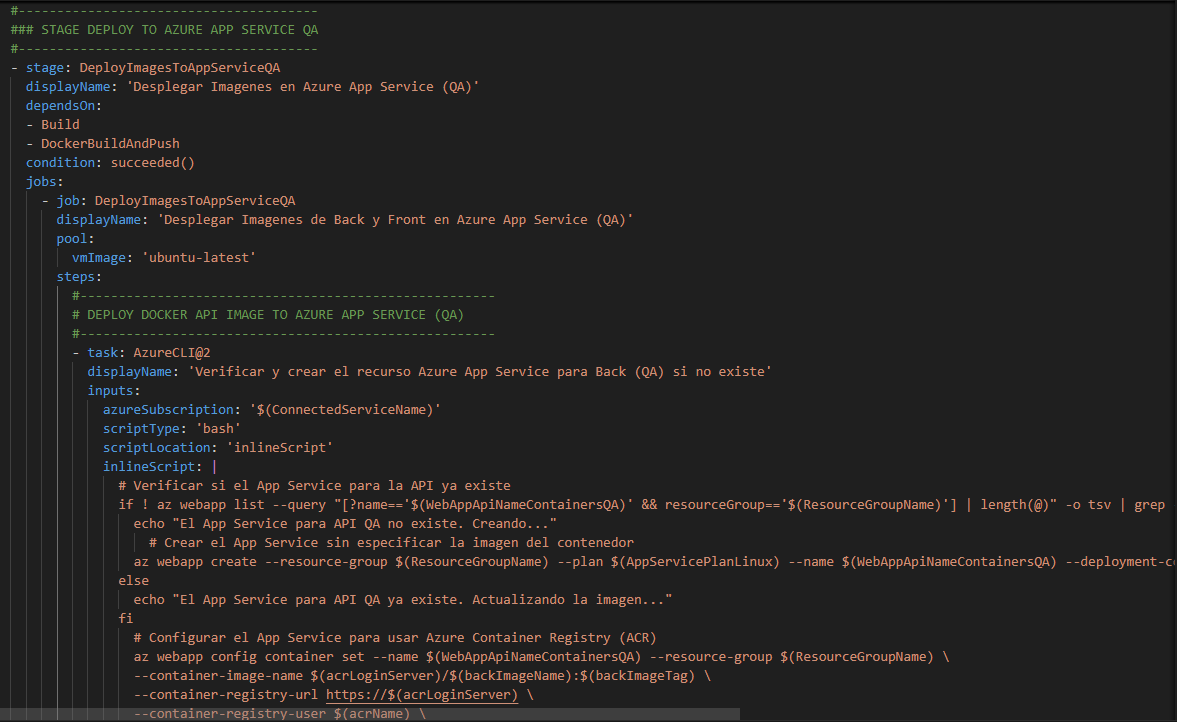 #---------------------------------------
### STAGE DEPLOY TO AZURE APP SERVICE QA
#---------------------------------------
- stage: DeployImagesToAppServiceQA
  displayName: 'Desplegar Imagenes en Azure App Service (QA)'
  dependsOn:
  - Build
  - DockerBuildAndPush
  condition: succeeded()
  jobs:
    - job: DeployImagesToAppServiceQA
      displayName: 'Desplegar Imagenes de Back y Front en Azure App Service (QA)'
      pool:
        vmImage: 'ubuntu-latest'
      steps:
        #------------------------------------------------------
        # DEPLOY DOCKER API IMAGE TO AZURE APP SERVICE (QA)
        #------------------------------------------------------
        - task: AzureCLI@2
          displayName: 'Verificar y crear el recurso Azure App Service para Back (QA) si no existe'
          inputs:
            azureSubscription: '$(ConnectedServiceName)'
            scriptType: 'bash'
            scriptLocation: 'inlineScript'
            inlineScript: |
              # Verificar si el App Service para la API ya existe
              if ! az webapp list --query "[?name=='$(WebAppApiNameContainersQA)' && resourceGroup=='$(ResourceGroupName)'] | length(@)" -o tsv | grep
                echo "El App Service para API QA no existe. Creando..."
                  # Crear el App Service sin especificar la imagen del contenedor
                az webapp create --resource-group $(ResourceGroupName) --plan $(AppServicePlanLinux) --name $(WebAppApiNameContainersQA) --deployment-c
              else
                echo "El App Service para API QA ya existe. Actualizando la imagen..."
              fi
                # Configurar el App Service para usar Azure Container Registry (ACR)
                az webapp config container set --name $(WebAppApiNameContainersQA) --resource-group $(ResourceGroupName) \
                --container-image-name $(acrLoginServer)/$(backImageName):$(backImageTag) \
                --container-registry-url https://$(acrLoginServer) \
                --container-registry-user $(acrName) \